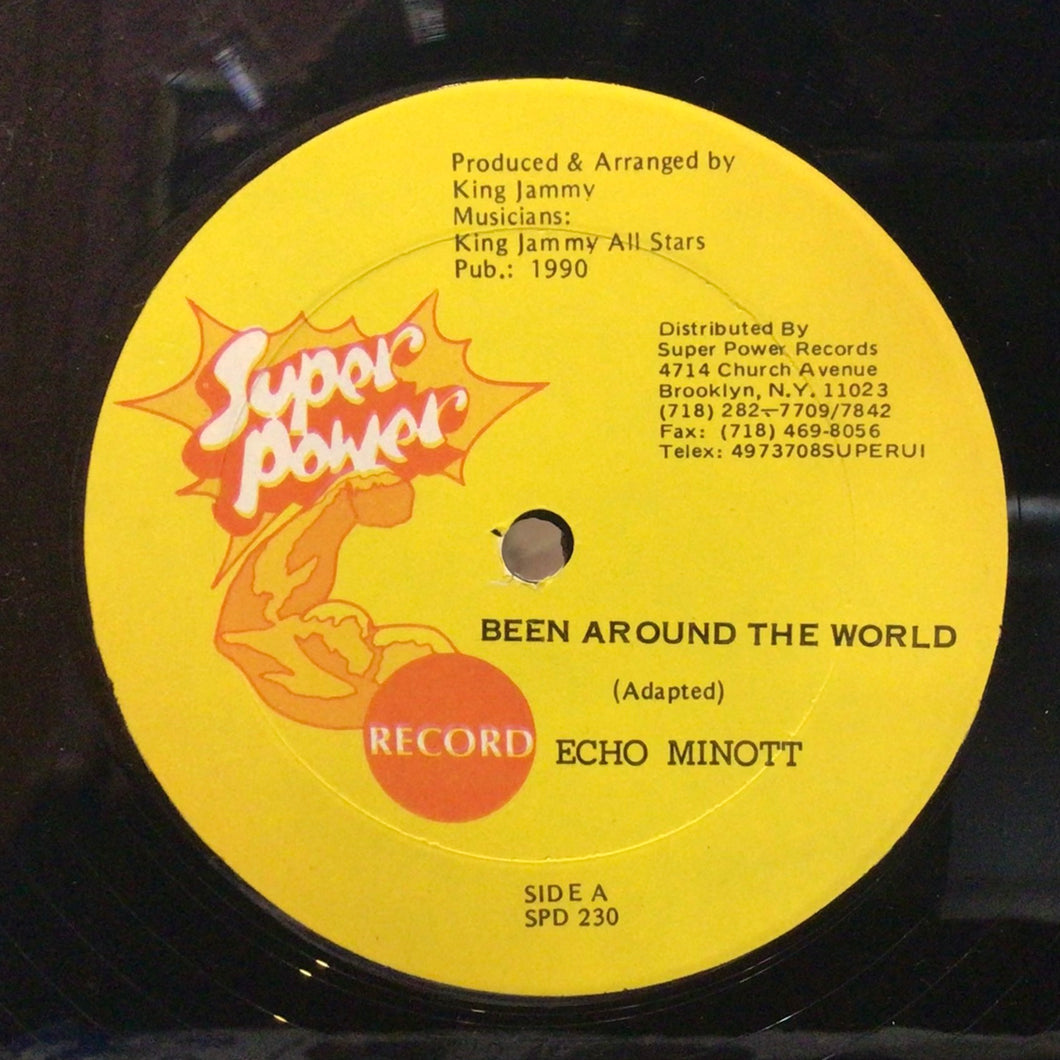 Produced & Arranged by
King Jammy
Musicians:
King Jammy All Stars
Pub.: 1990
Distributed By
Super Power Records
4714 Church Avenue
Brooklyn, N.Y. 11023
(718) 282-7709/7842
Fax: (718) 469-8056
Telex: 4973708SUPERUI
Super
Power
BEEN AROUND THE WORLD
(Adapted)
RECORD
ECHO MINOTT
SIDE A
SPD 230